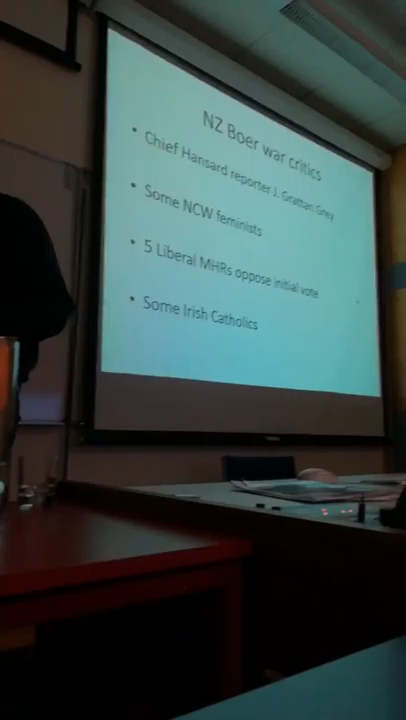 NZ Boer war critics
• Chief Hansard reporter J. Grattan Grey
• Some NCW feminists
• 5 Liberal MHRs oppose initial vote
• Some Irish Catholics